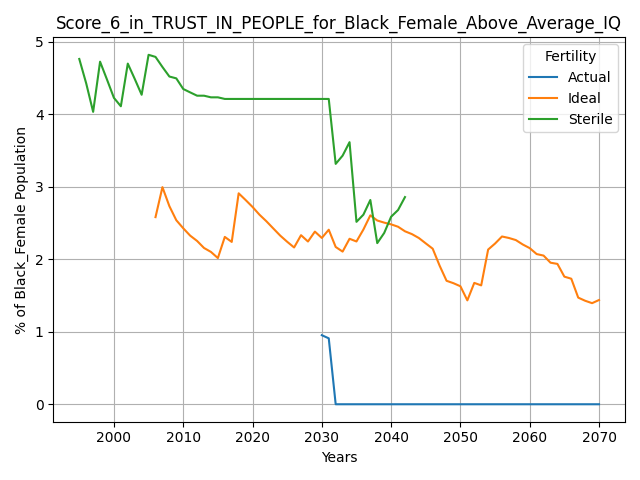 Score_6_in_TRUST_IN_PEOPLE_for_Black_Female_Above_Average_IQ
Fertility
Actual
Ideal
Sterile
% of Black_Female Population
5
4
3
2
1
0
2000 2010 2020 2030 2040 2050 2060 2070
Years